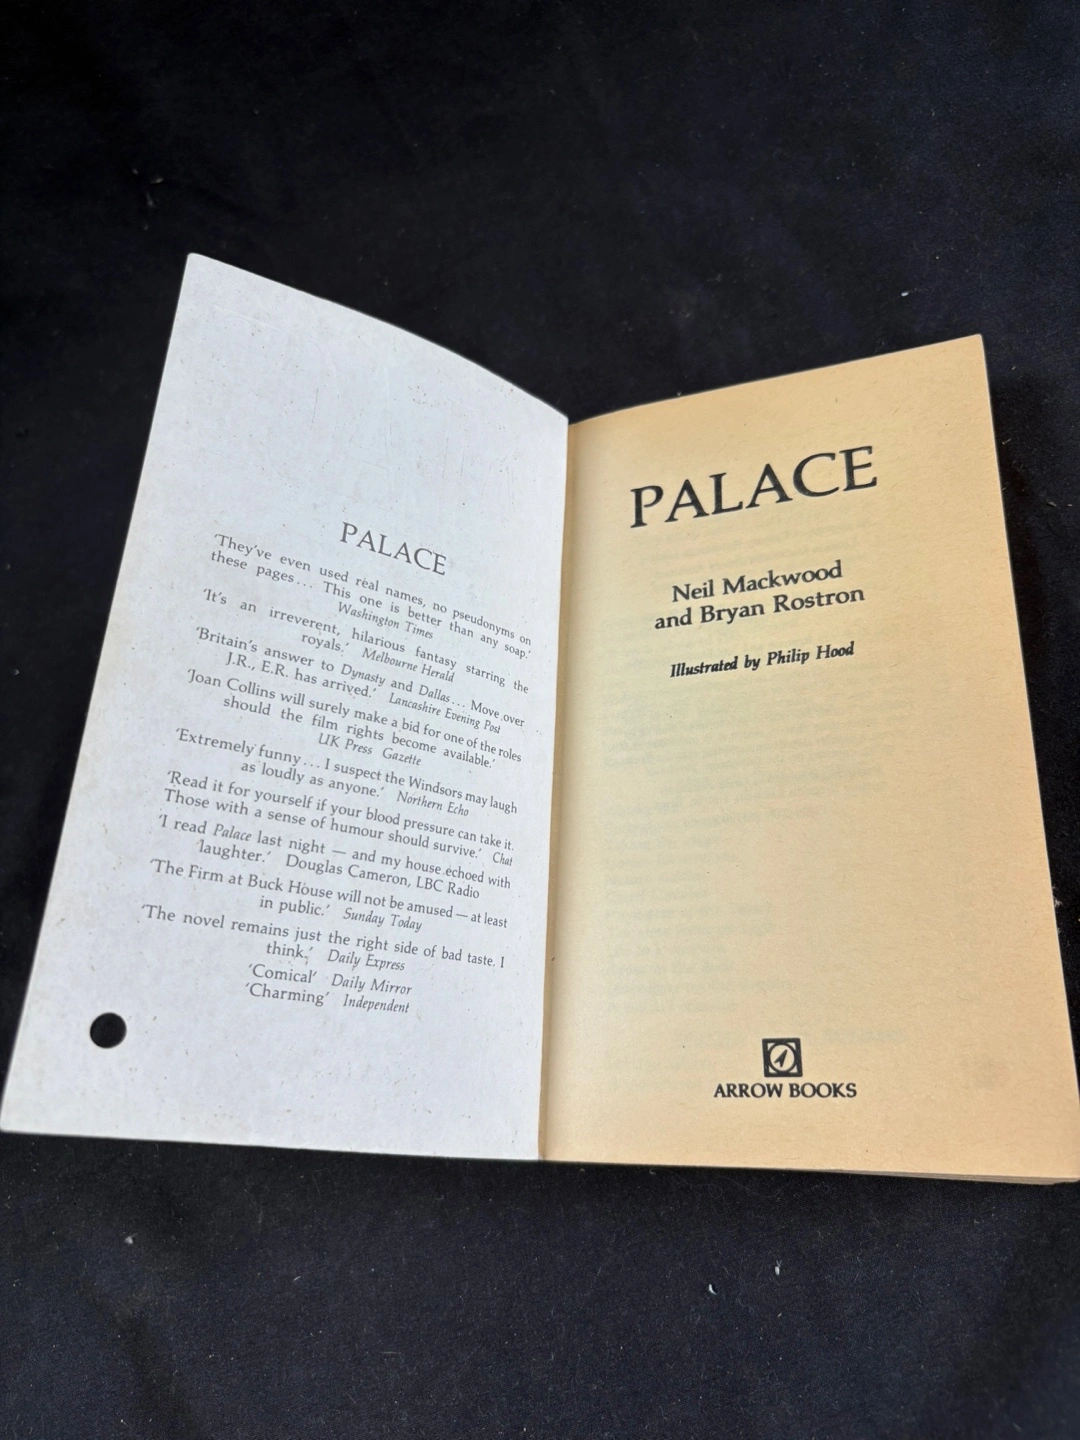 PALACE
'They've even used real names, no pseudonyms on
these pages... This one is better than any soap.'
Washington Times
'It's an irreverent, hilarious fantasy starring the
royals.' Melbourne Herald
'Britain's answer to Dynasty and Dallas... Move over
J.R., E.R. has arrived.' Lancashire Evening Post
'Joan Collins will surely make a bid for one of the roles
should the film rights become available.'
UK Press Gazette
'Extremely funny... I suspect the Windsors may laugh
as loudly as anyone.' Northern Echo
'Read it for yourself if your blood pressure can take it.
Those with a sense of humour should survive.' Chat
'I read Palace last night — and my house echoed with
laughter.' Douglas Cameron, LBC Radio
'The Firm at Buck House will not be amused — at least
in public.' Sunday Today
'The novel remains just the right side of bad taste. I
think.' Daily Express
'Comical' Daily Mirror
'Charming' Independent
PALACE
Neil Mackwood
and Bryan Rostron
Illustrated by Philip Hood
ARROW BOOKS